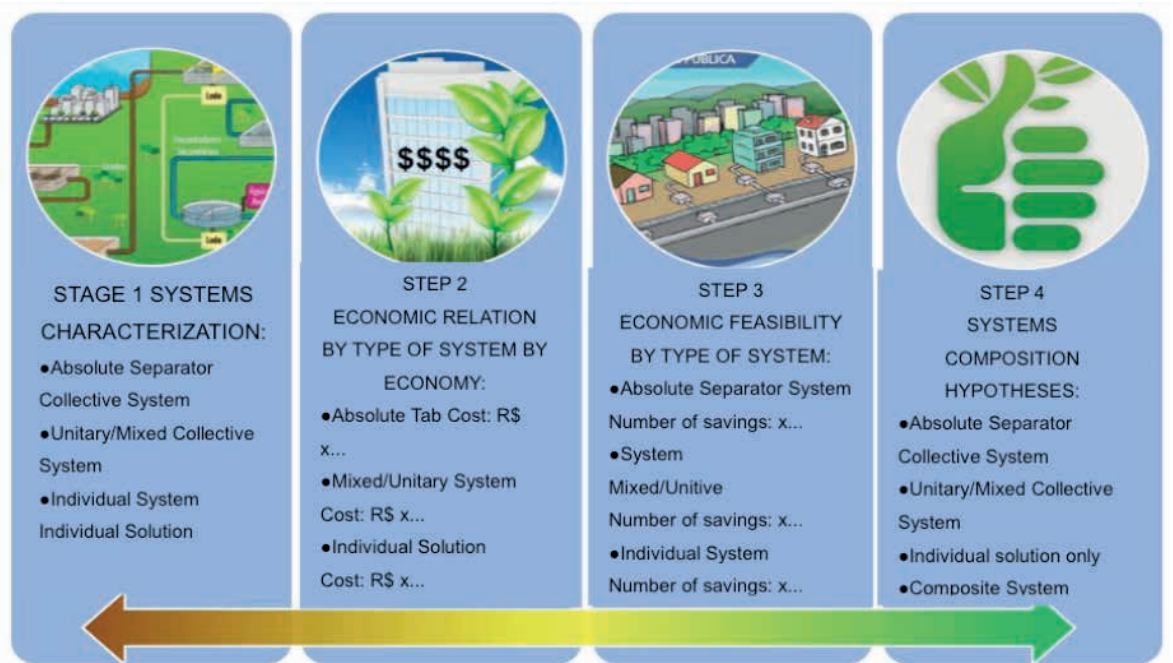 Lodo
Lodo
STAGE 1 SYSTEMS
CHARACTERIZATION:
●Absolute Separator
Collective System
●Unitary/Mixed Collective
System
●Individual System
Individual Solution
$$$$
STEP 2
ECONOMIC RELATION
BY TYPE OF SYSTEM BY
ECONOMY:
●Absolute Tab Cost: R$
x...
●Mixed/Unitary System
Cost: R$ x...
●Individual Solution
Cost: R$ x...
PÚBLICA
STEP 3
ECONOMIC FEASIBILITY
BY TYPE OF SYSTEM:
●Absolute Separator System
Number of savings: x...
●System
Mixed/Unitive
Number of savings: x...
●Individual System
Number of savings: x...
STEP 4
SYSTEMS
COMPOSITION
HYPOTHESES:
●Absolute Separator
Collective System
●Unitary/Mixed Collective
System
●Individual solution only
●Composite System